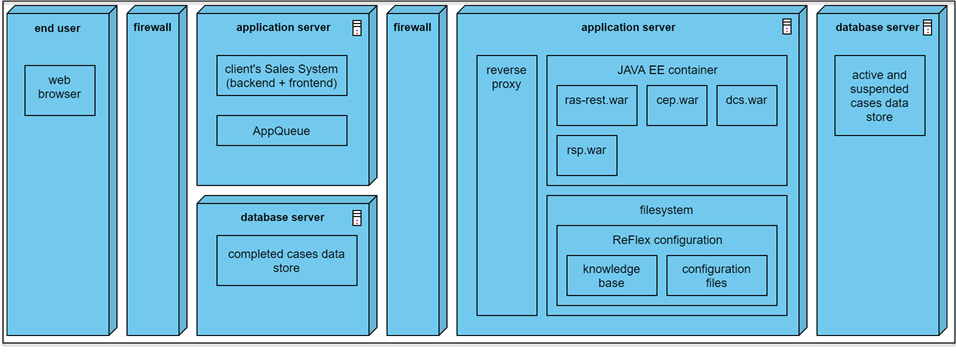 end user
web
browser
firewall
application server
client's Sales System
(backend + frontend)
AppQueue
database server
completed cases data
store
firewall
application server
reverse
proxy
JAVA EE container
ras-rest.war
cep.war
dcs.war
rsp.war
filesystem
ReFlex configuration
knowledge
base
configuration
files
database server
active and
suspended
cases data
store